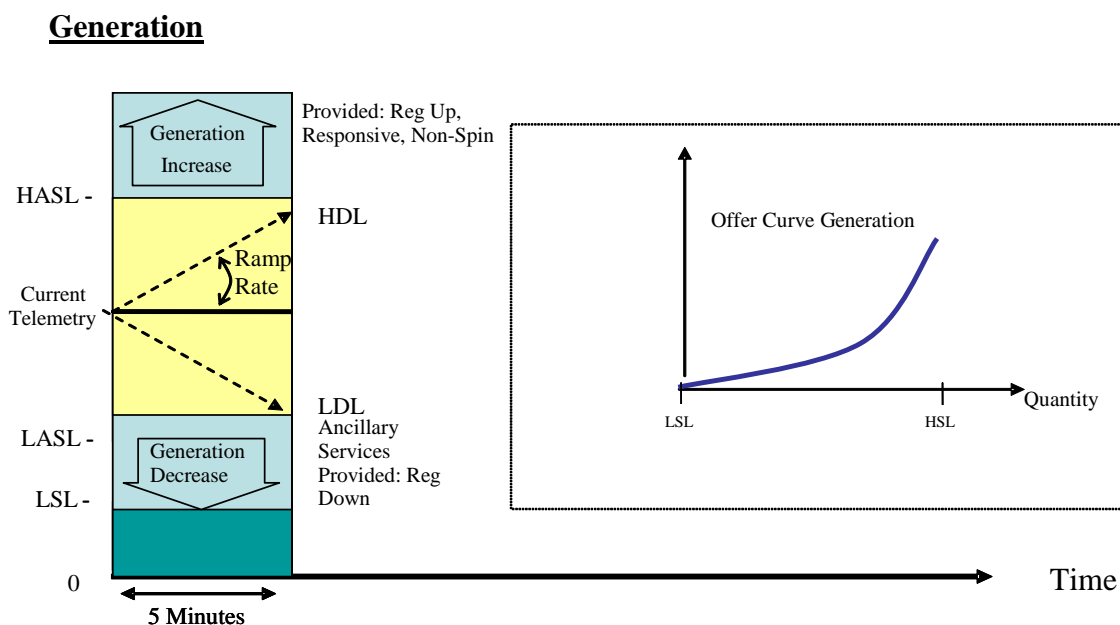 Generation
Provided: Reg Up,
Responsive, Non-Spin
Generation
Increase
HASL -
HDL
Ramp
Rate
Current
Telemetry
LDL
Ancillary
Services
Provided: Reg
Down
LASL -
Generation
Decrease
LSL -
0
5 Minutes
Time
Offer Curve Generation
Quantity
LSL
HSL